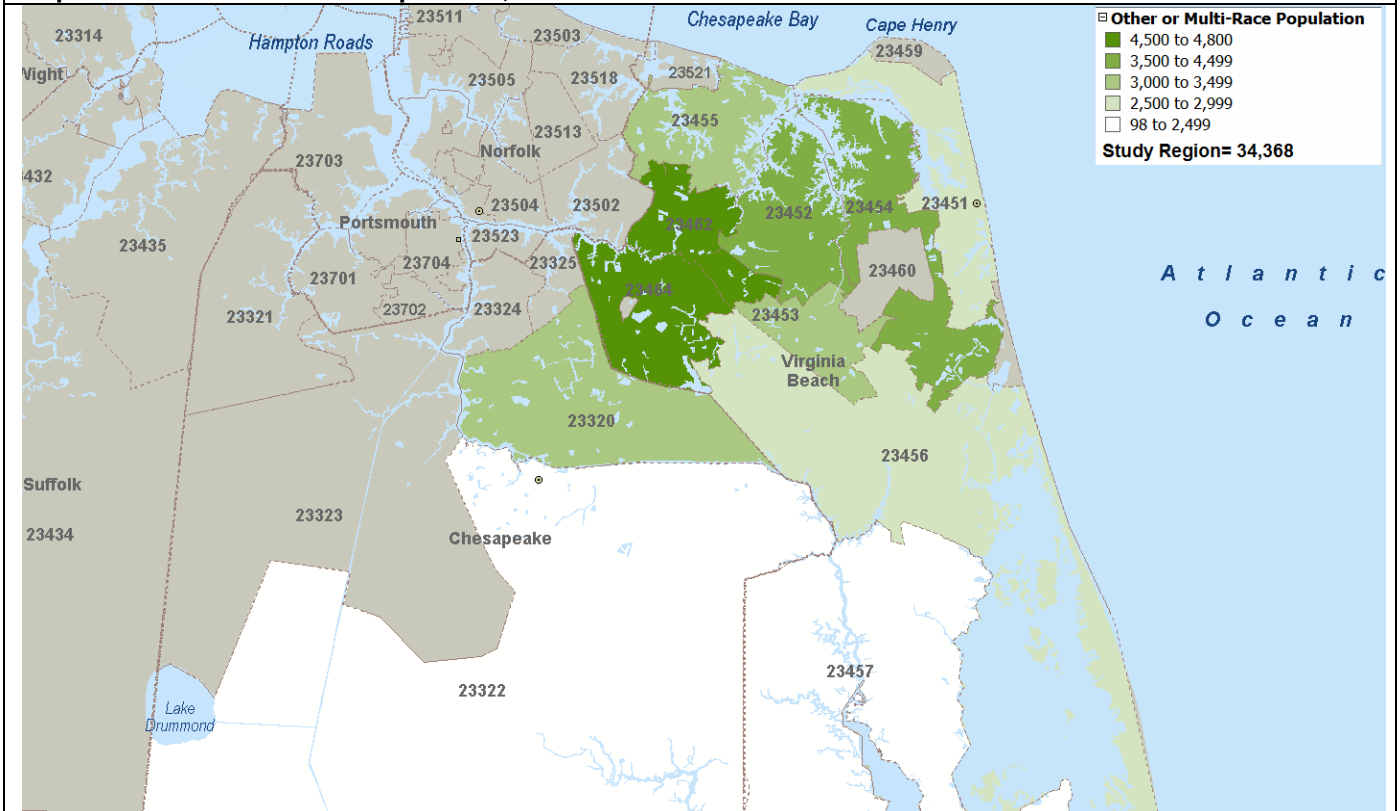 23511
Chesapeake Bay
Cape Henry
Other or Multi-Race Population
4,500 to 4,800
3,500 to 4,499
3,000 to 3,499
2,500 to 2,999
98 to 2,499
Study Region= 34,368
23314
Hampton Roads
23503
23459
Wight
23505
23518
23521
23455
23513
Norfolk
23703
432
23504
23502
23452
23454
23451
Portsmouth
23462
23435
23523
23701
23704
23325
23464
23460
Atlantic
Ocean
23321
23702
23324
23453
Virginia
Beach
23320
23456
Suffolk
23434
23323
Chesapeake
23322
23457
Lake
Drummond